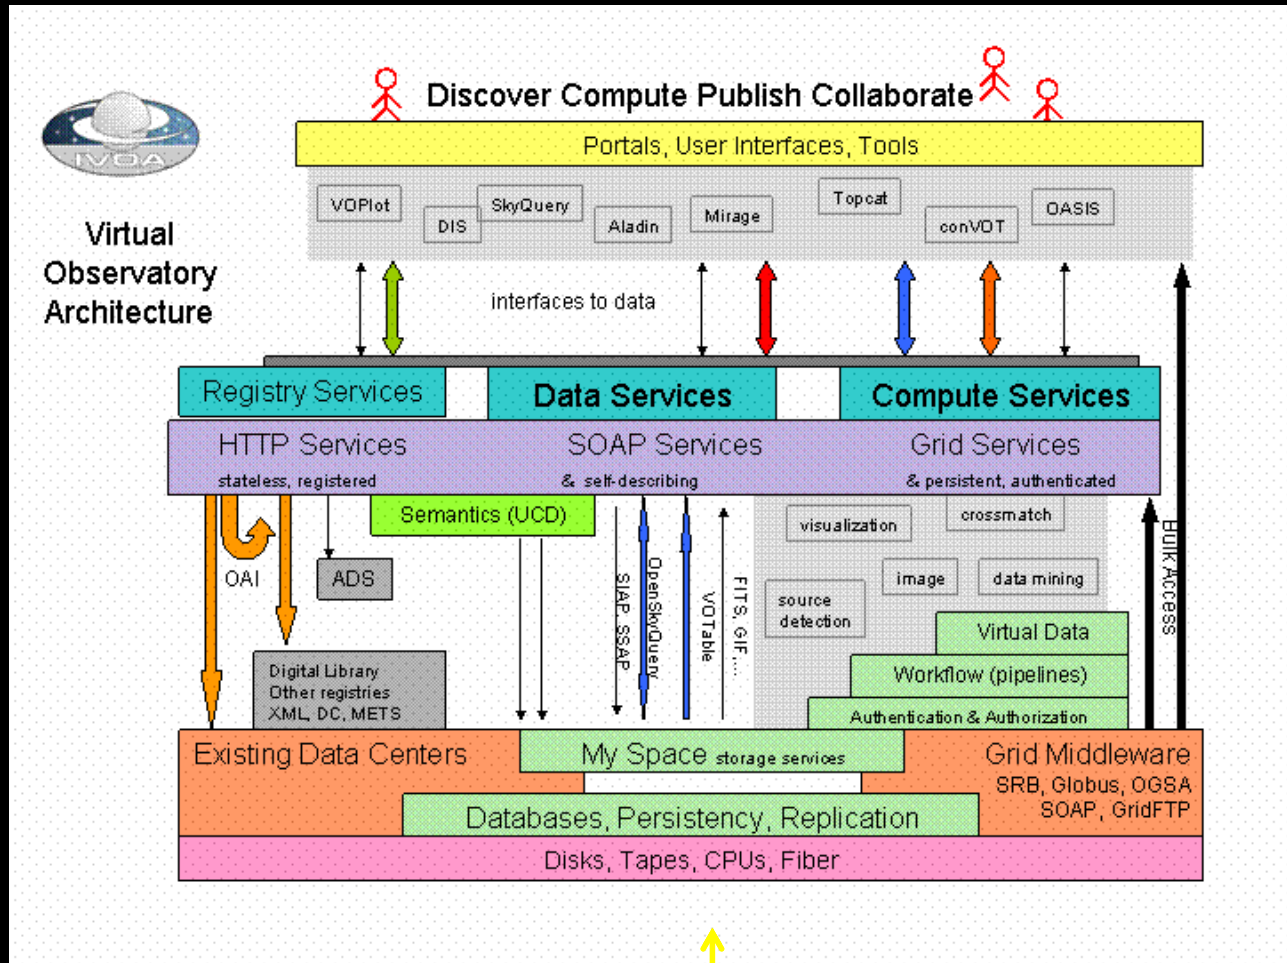 Discover Compute Publish Collaborate
IVOA
Portals, User Interfaces, Tools
VOPlot
DIS
SkyQuery
Aladin
Mirage
Topcat
conVOT
OASIS
Virtual
Observatory
Architecture
interfaces to data
Registry Services
Data Services
Compute Services
HTTP Services
SOAP Services
Grid Services
stateless, registered
& self-describing
& persistent, authenticated
Semantics (UCD)
visualization
crossmatch
OAI
ADS
image
data mining
source
detection
SIAP, SSAP
OpenSkyQuery
VOTable
FITS, GIF,....
Bulk Access
Virtual Data
Workflow (pipelines)
Authentication & Authorization
Digital Library
Other registries
XML, DC, METS
Existing Data Centers
My Space storage services
Grid Middleware
SRB, Globus, OGSA
SOAP, GridFTP
Databases, Persistency, Replication
Disks, Tapes, CPUs, Fiber